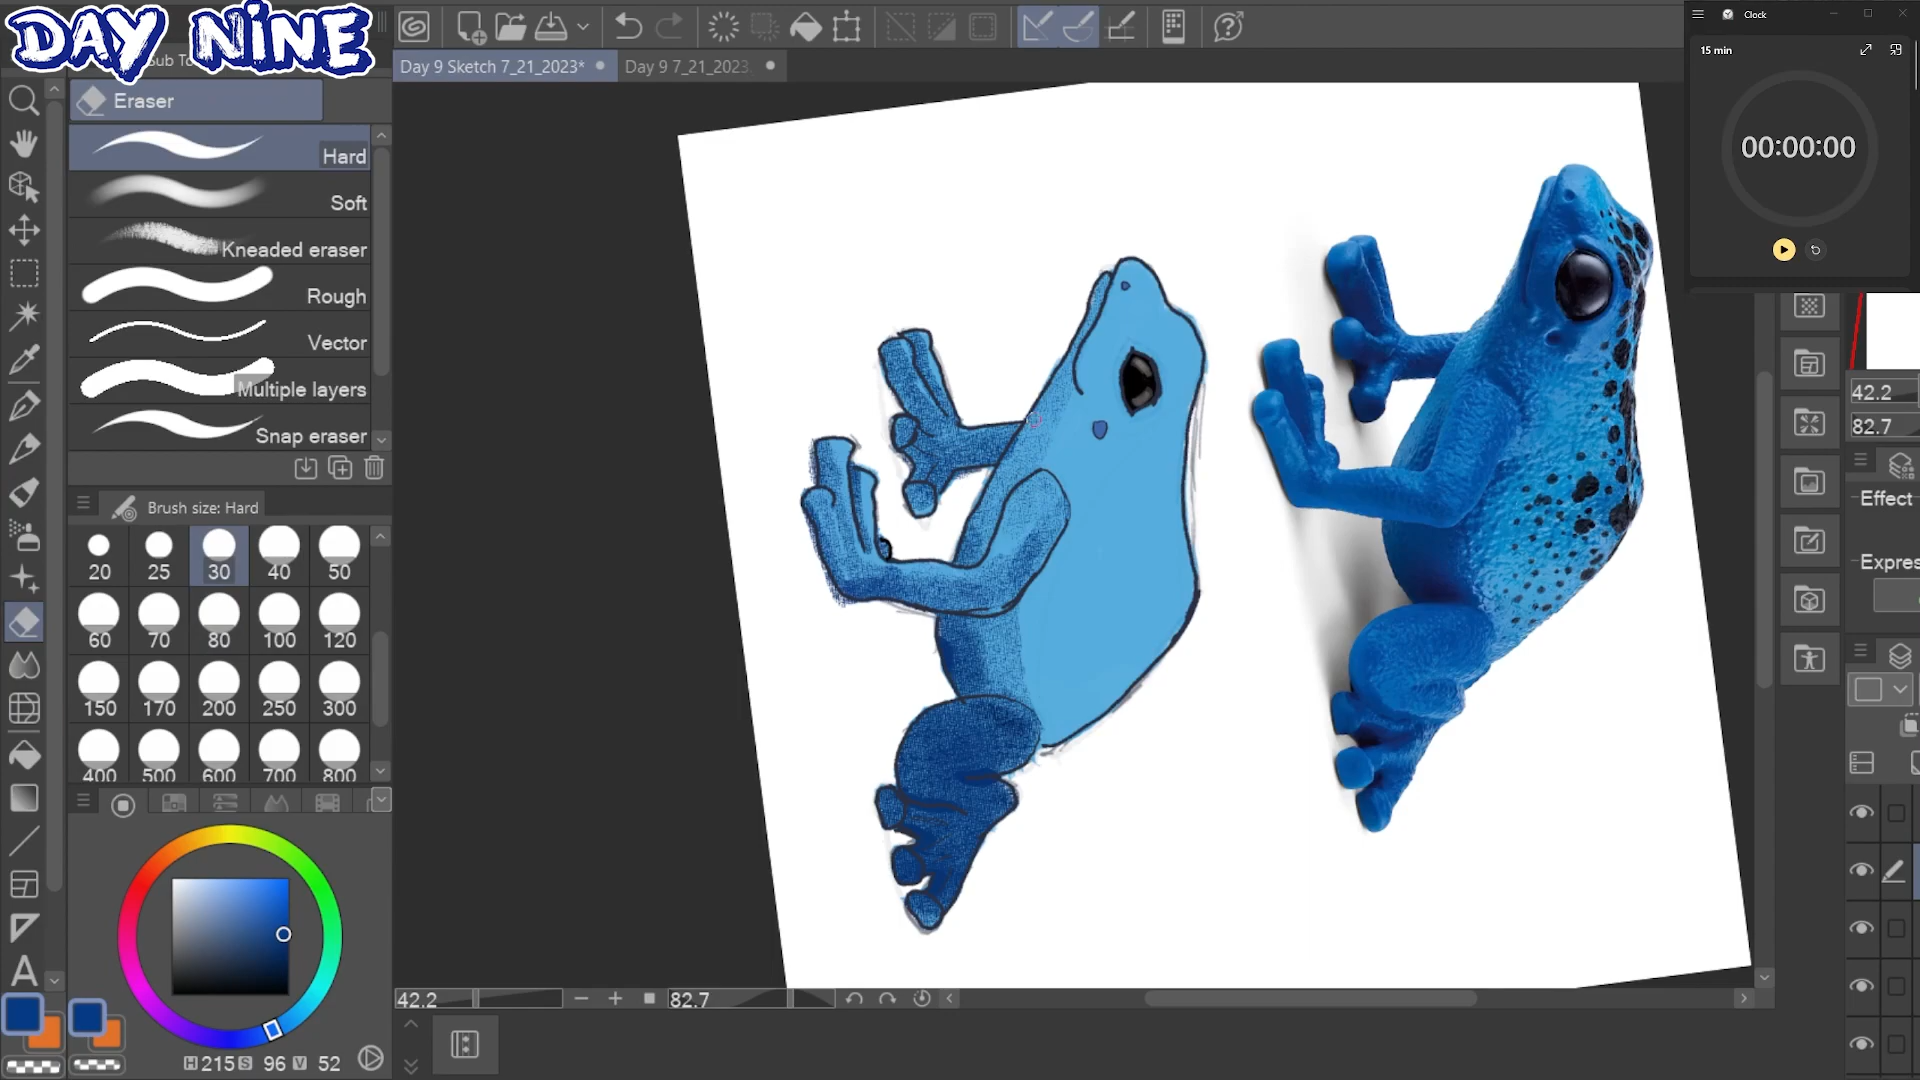 DAY NINE
Sub To
Clock
15 min
00:00:00
Day 9 Sketch 7_21_2023*
Day 9 7_21_2023
Eraser
Hard
Soft
Kneaded eraser
Rough
Vector
Multiple layers
Snap eraser
Brush size: Hard
20 25 30 40 50
60 70 80 100 120
150 170 200 250 300
400 500 600 700 800
H 215 S 96 V 52
42.2
82.7
42.2
82.7
Effect
Expres